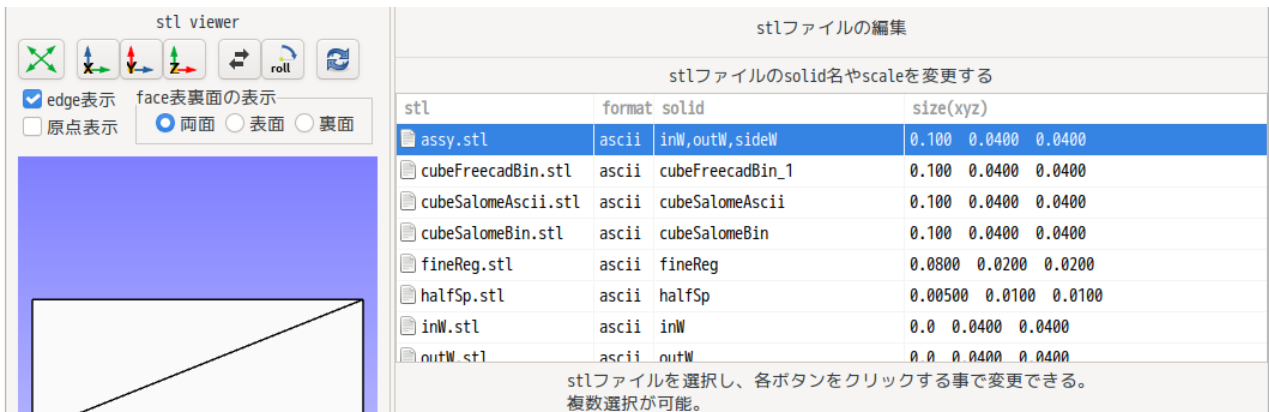 stl viewer
X Y Z roll
edge表示
原点表示
face表裏面の表示
両面 表面 裏面
stlファイルの編集
stlファイルのsolid名やscaleを変更する
stl format solid size(xyz)
assy.stl ascii inW,outW,sideW 0.100 0.0400 0.0400
cubeFreecadBin.stl ascii cubeFreecadBin_1 0.100 0.0400 0.0400
cubeSalomeAscii.stl ascii cubeSalomeAscii 0.100 0.0400 0.0400
cubeSalomeBin.stl ascii cubeSalomeBin 0.100 0.0400 0.0400
fineReg.stl ascii fineReg 0.0800 0.0200 0.0200
halfSp.stl ascii halfSp 0.00500 0.0100 0.0100
inW.stl ascii inW 0.0 0.0400 0.0400
outW.stl ascii outW 0.0 0.0400 0.0400
stlファイルを選択し、各ボタンをクリックする事で変更できる。
複数選択が可能。